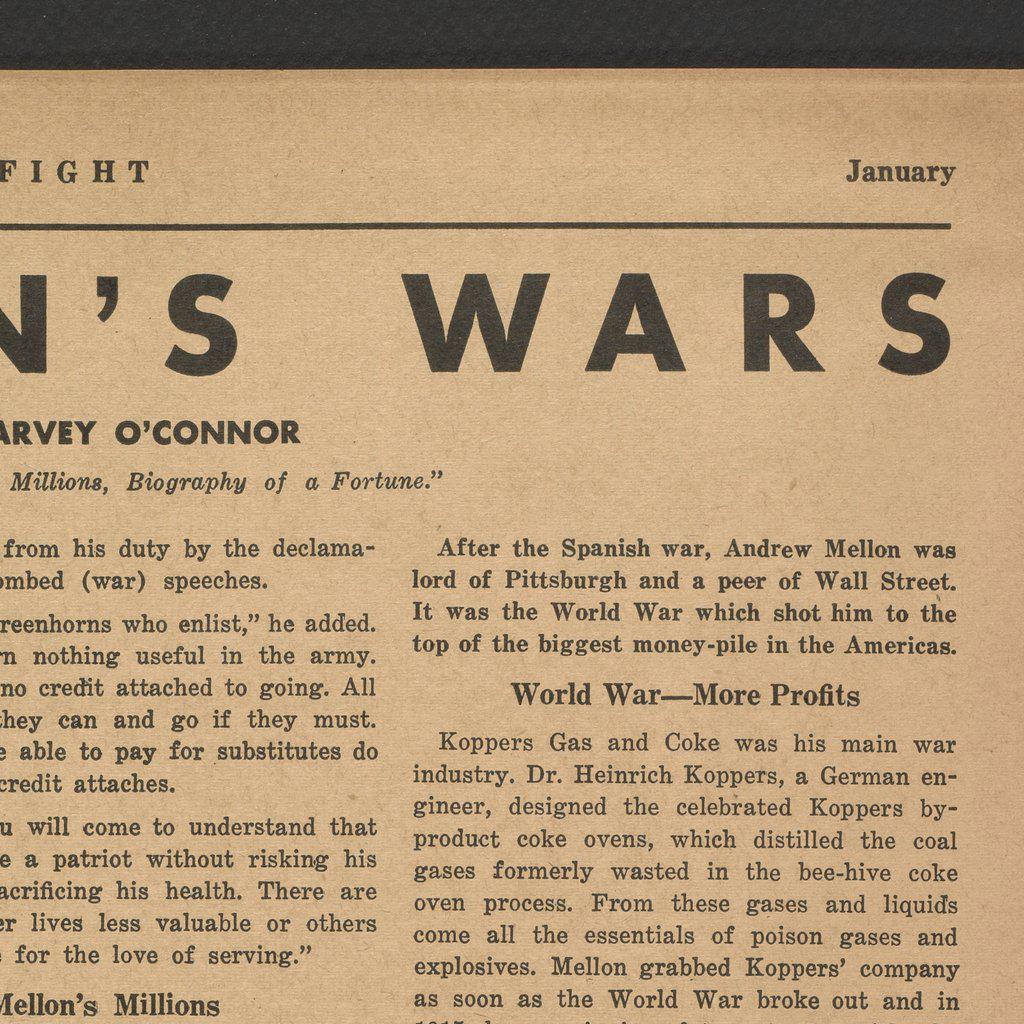 FIGHT
January
N'S WARS
ARVEY O'CONNOR
Millions, Biography of a Fortune."
from his duty by the declama-
ombed (war) speeches.
reenhorns who enlist," he added.
rn nothing useful in the army.
no credit attached to going. All
they can and go if they must.
e able to pay for substitutes do
credit attaches.
u will come to understand that
e a patriot without risking his
acrificing his health. There are
er lives less valuable or others
for the love of serving."
Mellon's Millions
After the Spanish war, Andrew Mellon was
lord of Pittsburgh and a peer of Wall Street.
It was the World War which shot him to the
top of the biggest money-pile in the Americas.
World War—More Profits
Koppers Gas and Coke was his main war
industry. Dr. Heinrich Koppers, a German en-
gineer, designed the celebrated Koppers by-
product coke ovens, which distilled the coal
gases formerly wasted in the bee-hive coke
oven process. From these gases and liquids
come all the essentials of poison gases and
explosives. Mellon grabbed Koppers' company
as soon as the World War broke out and in